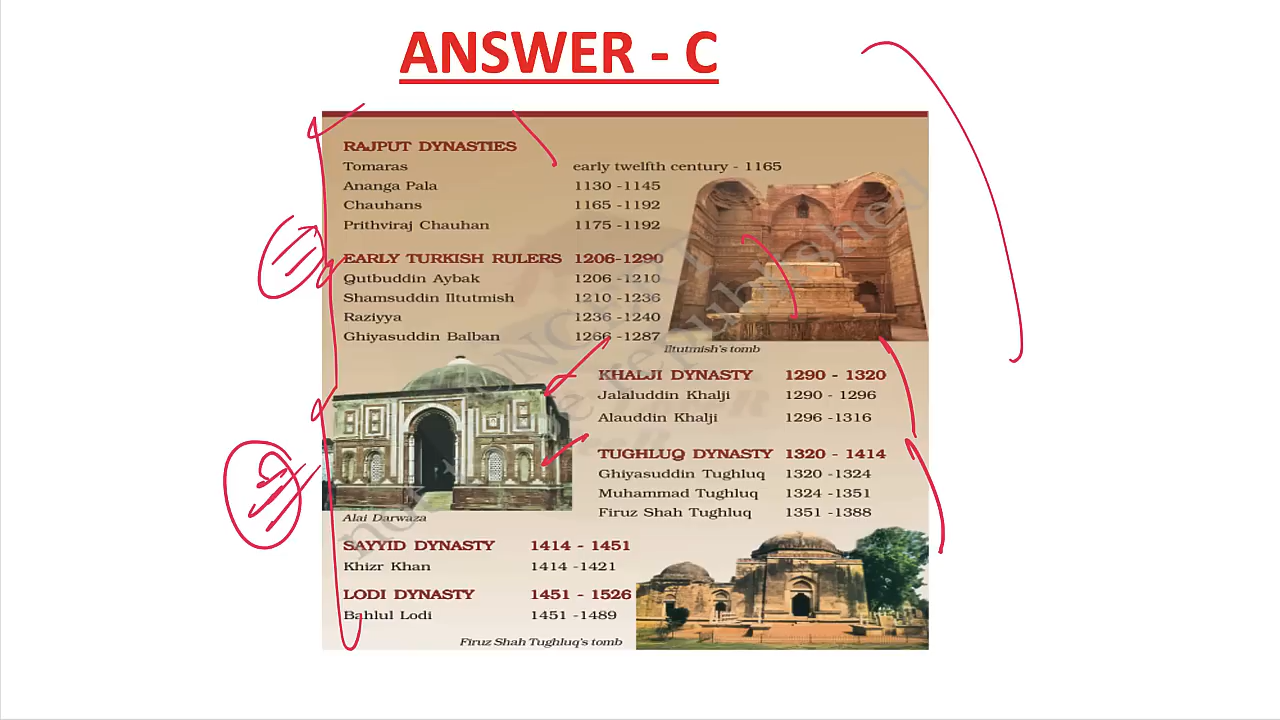 ANSWER - C
RAJPUT DYNASTIES
Tomaras early twelfth century - 1165
Ananga Pala 1130 -1145
Chauhans 1165 -1192
Prithviraj Chauhan 1175 -1192
EARLY TURKISH RULERS 1206-1290
Qutbuddin Aybak 1206 -1210
Shamsuddin Iltutmish 1210 -1236
Raziyya 1236 -1240
Ghiyasuddin Balban 1266 -1287
Iltutmish's tomb
KHALJI DYNASTY 1290 - 1320
Jalaluddin Khalji 1290 - 1296
Alauddin Khalji 1296 -1316
TUGHLUQ DYNASTY 1320 - 1414
Ghiyasuddin Tughluq 1320 -1324
Muhammad Tughluq 1324 -1351
Firuz Shah Tughluq 1351 -1388
Alai Darwaza
SAYYID DYNASTY 1414 - 1451
Khizr Khan 1414 -1421
LODI DYNASTY 1451 - 1526
Bahlul Lodi 1451 -1489
Firuz Shah Tughluq's tomb
republished